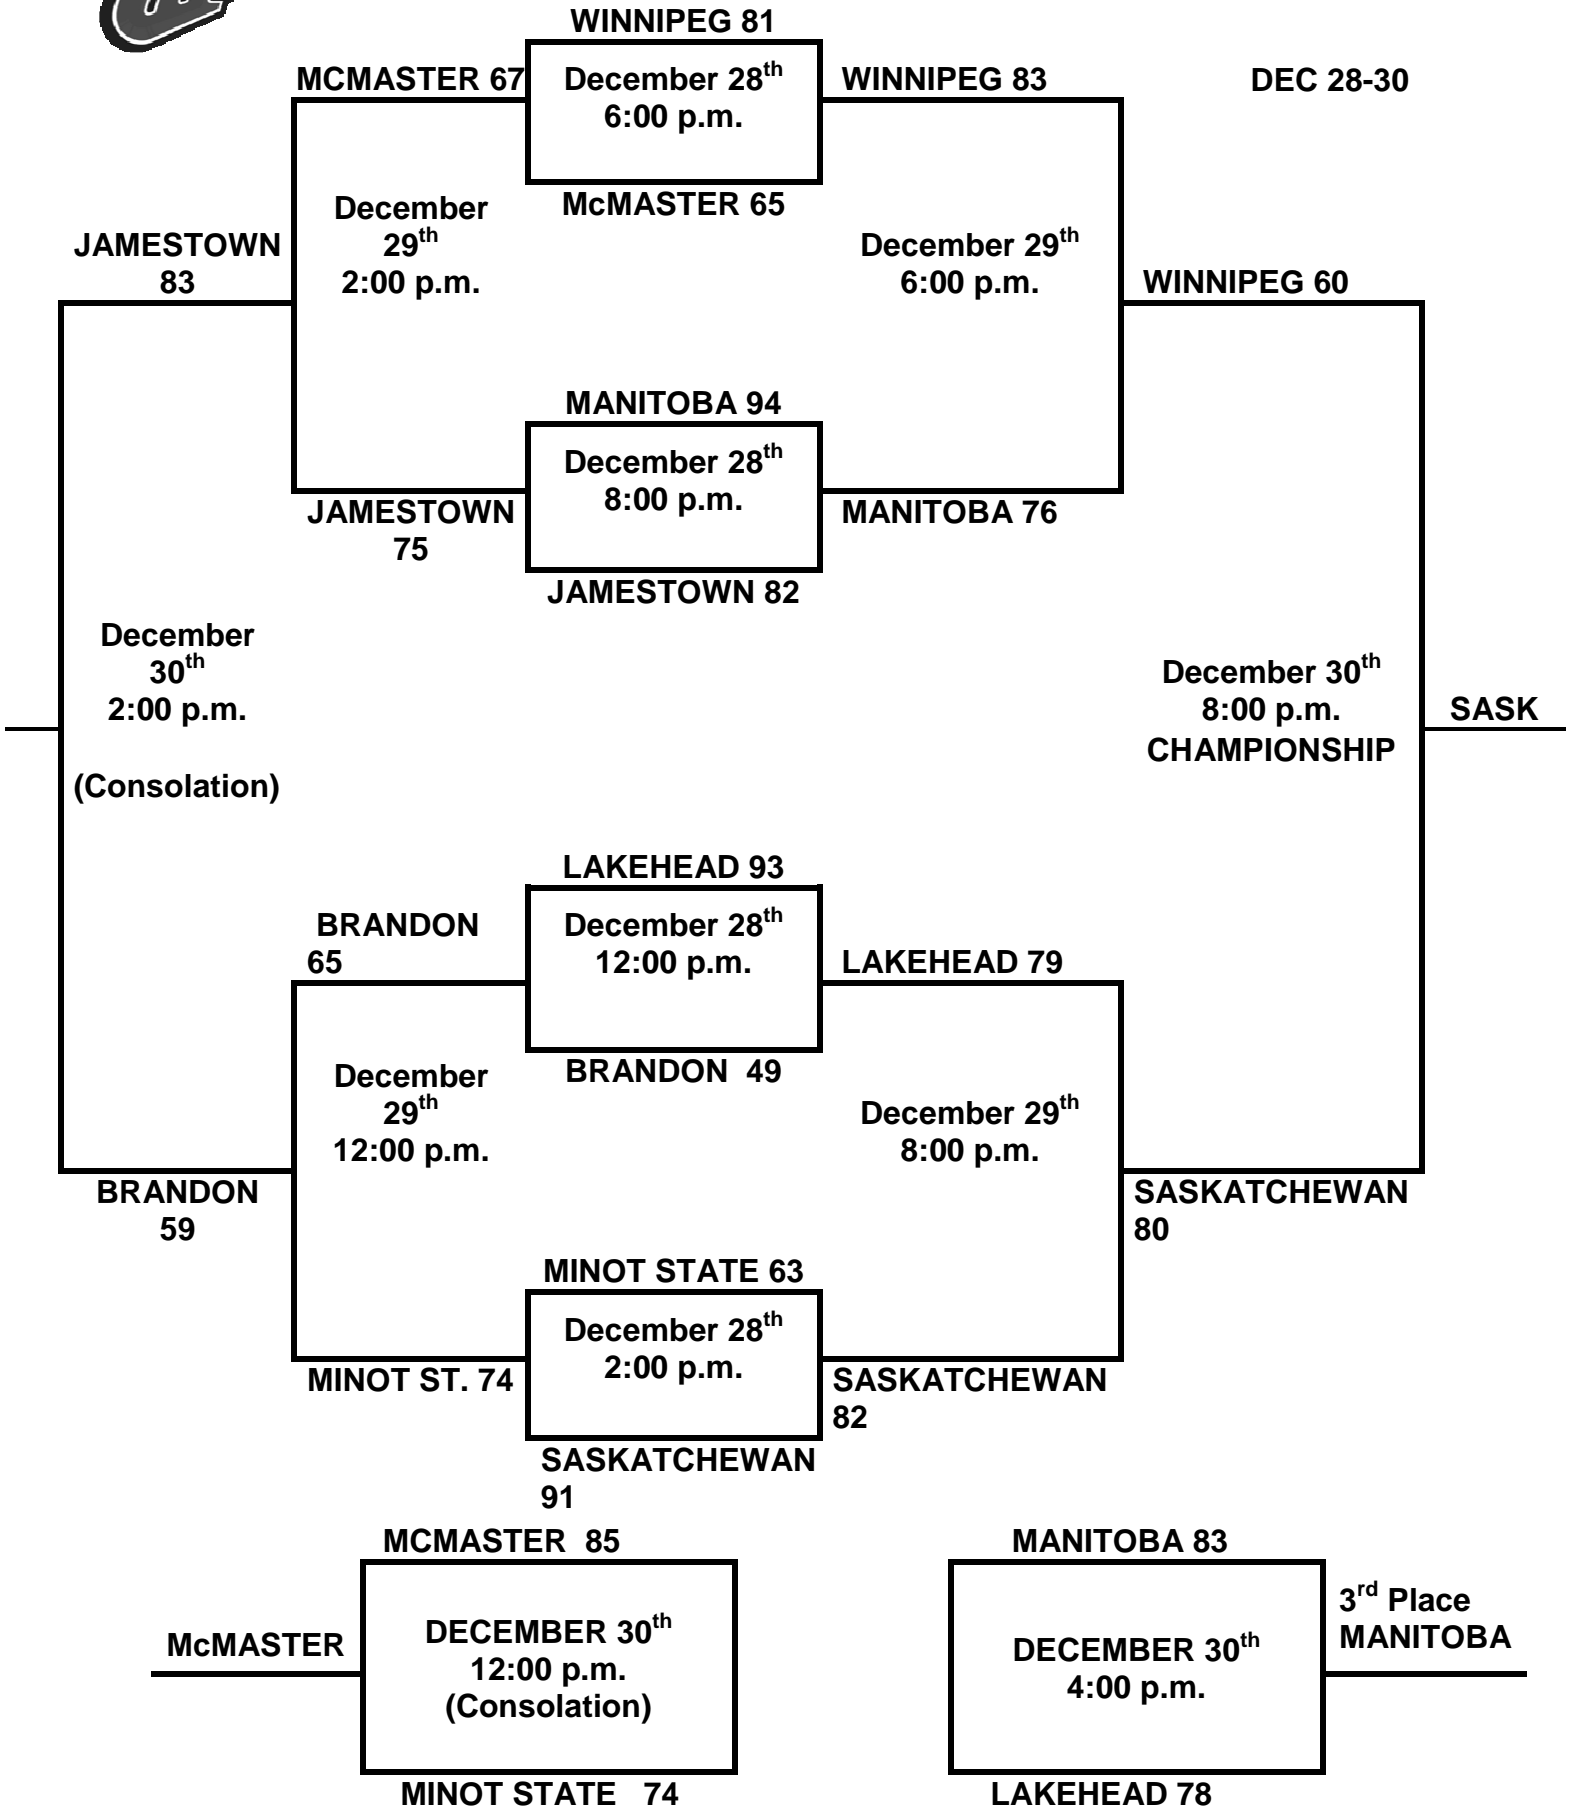 WINNIPEG 81
MCMASTER 67
December 28th
6:00 p.m.
WINNIPEG 83
DEC 28-30
McMASTER 65
December
29th
2:00 p.m.
JAMESTOWN
83
December 29th
6:00 p.m.
WINNIPEG 60
MANITOBA 94
December 28th
8:00 p.m.
JAMESTOWN
75
MANITOBA 76
JAMESTOWN 82
December
30th
2:00 p.m.
(Consolation)
December 30th
8:00 p.m.
CHAMPIONSHIP
SASK
LAKEHEAD 93
BRANDON
65
December 28th
12:00 p.m.
LAKEHEAD 79
BRANDON 49
December
29th
12:00 p.m.
December 29th
8:00 p.m.
BRANDON
59
SASKATCHEWAN
80
MINOT STATE 63
December 28th
2:00 p.m.
MINOT ST. 74
SASKATCHEWAN
82
SASKATCHEWAN
91
MCMASTER 85
McMASTER
DECEMBER 30th
12:00 p.m.
(Consolation)
MINOT STATE 74
MANITOBA 83
DECEMBER 30th
4:00 p.m.
3rd Place
MANITOBA
LAKEHEAD 78